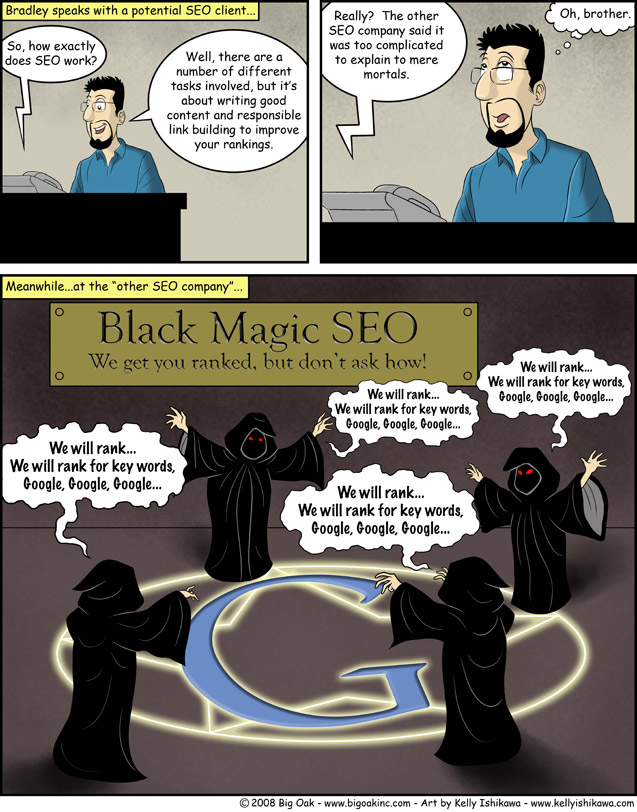 Bradley speaks with a potential SEO client...
So, how exactly
does SEO work?
Well, there are a
number of different
tasks involved, but it's
about writing good
content and responsible
link building to improve
your rankings.
Really? The other
SEO company said it
was too complicated
to explain to mere
mortals.
Oh, brother.
Meanwhile...at the "other SEO company"...
Black Magic SEO
We get you ranked, but don't ask how!
We will rank...
We will rank for key words,
Google, Google, Google...
We will rank...
We will rank for key words,
Google, Google, Google...
We will rank...
We will rank for key words,
Google, Google, Google...
We will rank...
We will rank for key words,
Google, Google, Google...
G
© 2008 Big Oak - www.bigoakinc.com - Art by Kelly Ishikawa - www.kellyishikawa.com